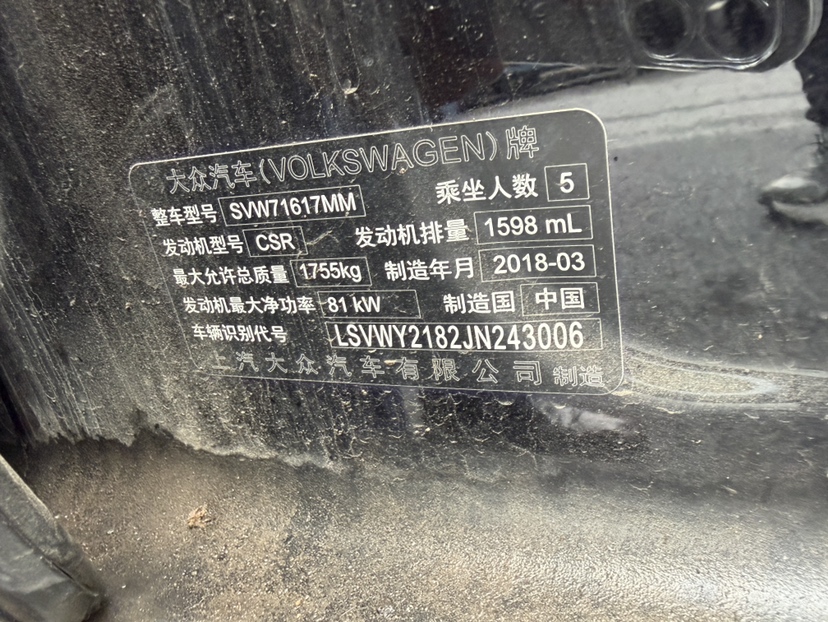 大众汽车(VOLKSWAGEN)牌
整车型号 SVW71617MM 乘坐人数 5
发动机型号 CSR 发动机排量 1598 mL
最大允许总质量 1755kg 制造年月 2018-03
发动机最大净功率 81 kW 制造国 中国
车辆识别代号 LSVWY2182JN243006
上汽大众汽车有限公司 制造